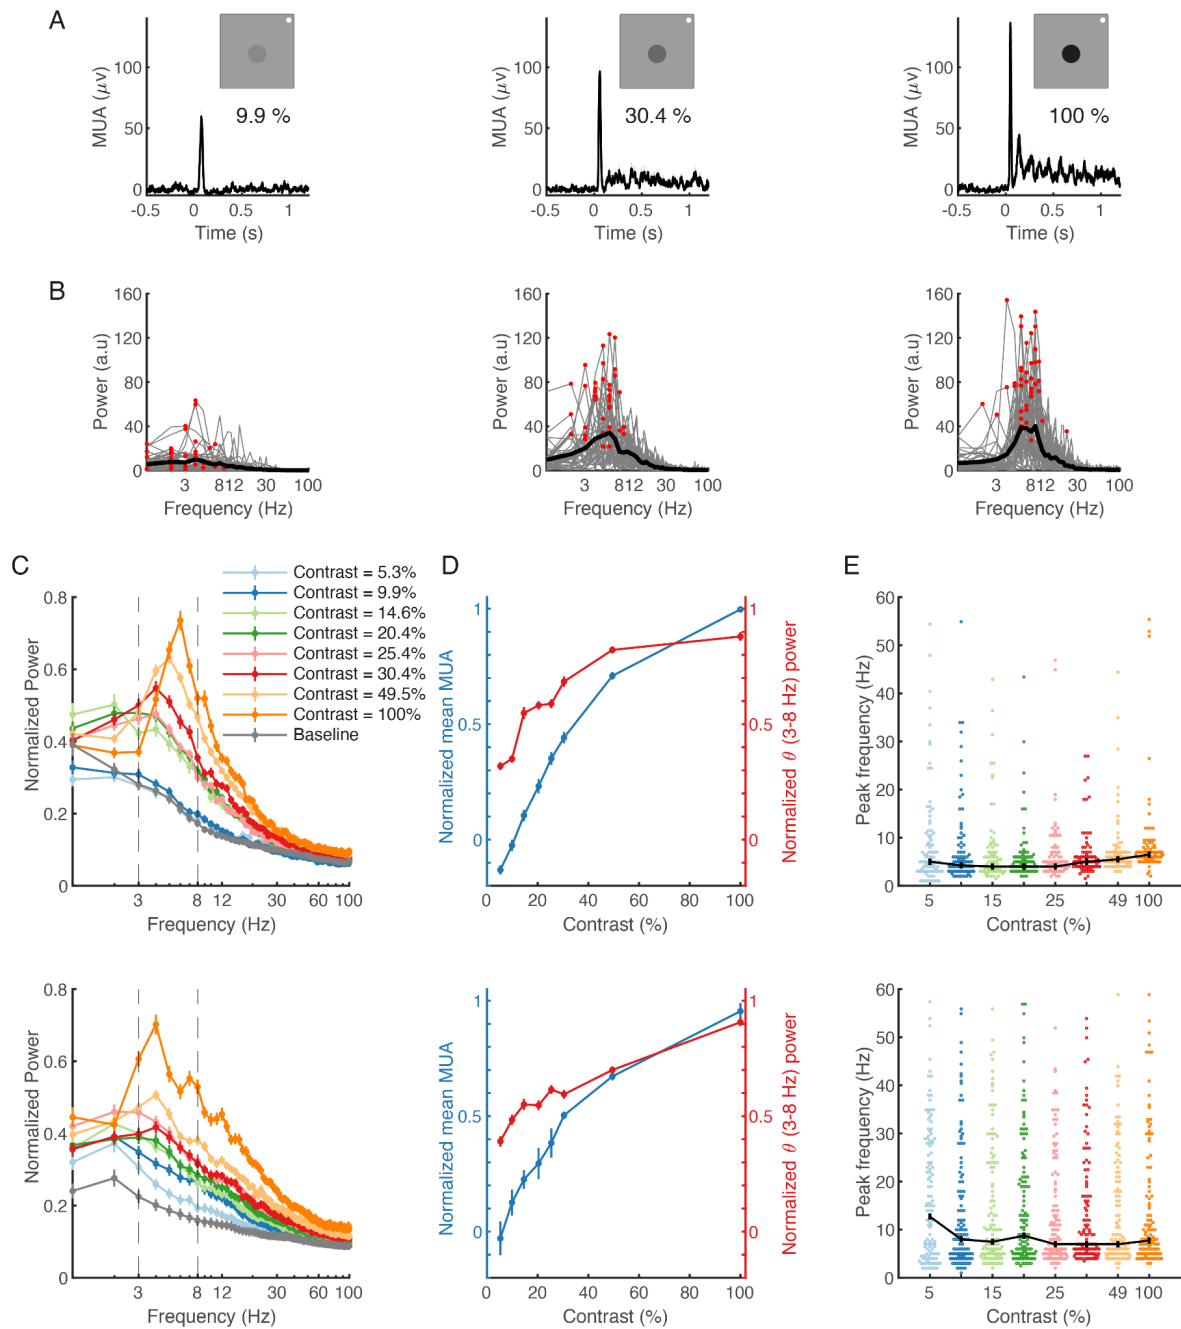 A
MUA (μv)
100
50
0
9.9 %
-0.5 0 0.5 1
Time (s)
MUA (μv)
100
50
0
30.4 %
-0.5 0 0.5 1
Time (s)
MUA (μv)
100
50
0
100 %
-0.5 0 0.5 1
Time (s)
B
Power (a.u)
160
120
80
40
0
3 812 30 100
Frequency (Hz)
Power (a.u)
160
120
80
40
0
3 812 30 100
Frequency (Hz)
Power (a.u)
160
120
80
40
0
3 812 30 100
Frequency (Hz)
C
Contrast = 5.3%
Contrast = 9.9%
Contrast = 14.6%
Contrast = 20.4%
Contrast = 25.4%
Contrast = 30.4%
Contrast = 49.5%
Contrast = 100%
Baseline
Normalized Power
0.8
0.6
0.4
0.2
0
3 8 12 30 60 100
Frequency (Hz)
D
Normalized mean MUA
1
0.5
0
0 20 40 60 80 100
Contrast (%)
1
0.5
0
Normalized θ (3-8 Hz) power
E
Peak frequency (Hz)
60
50
40
30
20
10
0
5 15 25 49 100
Contrast (%)
Normalized Power
0.8
0.6
0.4
0.2
0
3 8 12 30 60 100
Frequency (Hz)
Normalized mean MUA
1
0.5
0
0 20 40 60 80 100
Contrast (%)
1
0.5
0
Normalized θ (3-8 Hz) power
Peak frequency (Hz)
60
50
40
30
20
10
0
5 15 25 49 100
Contrast (%)